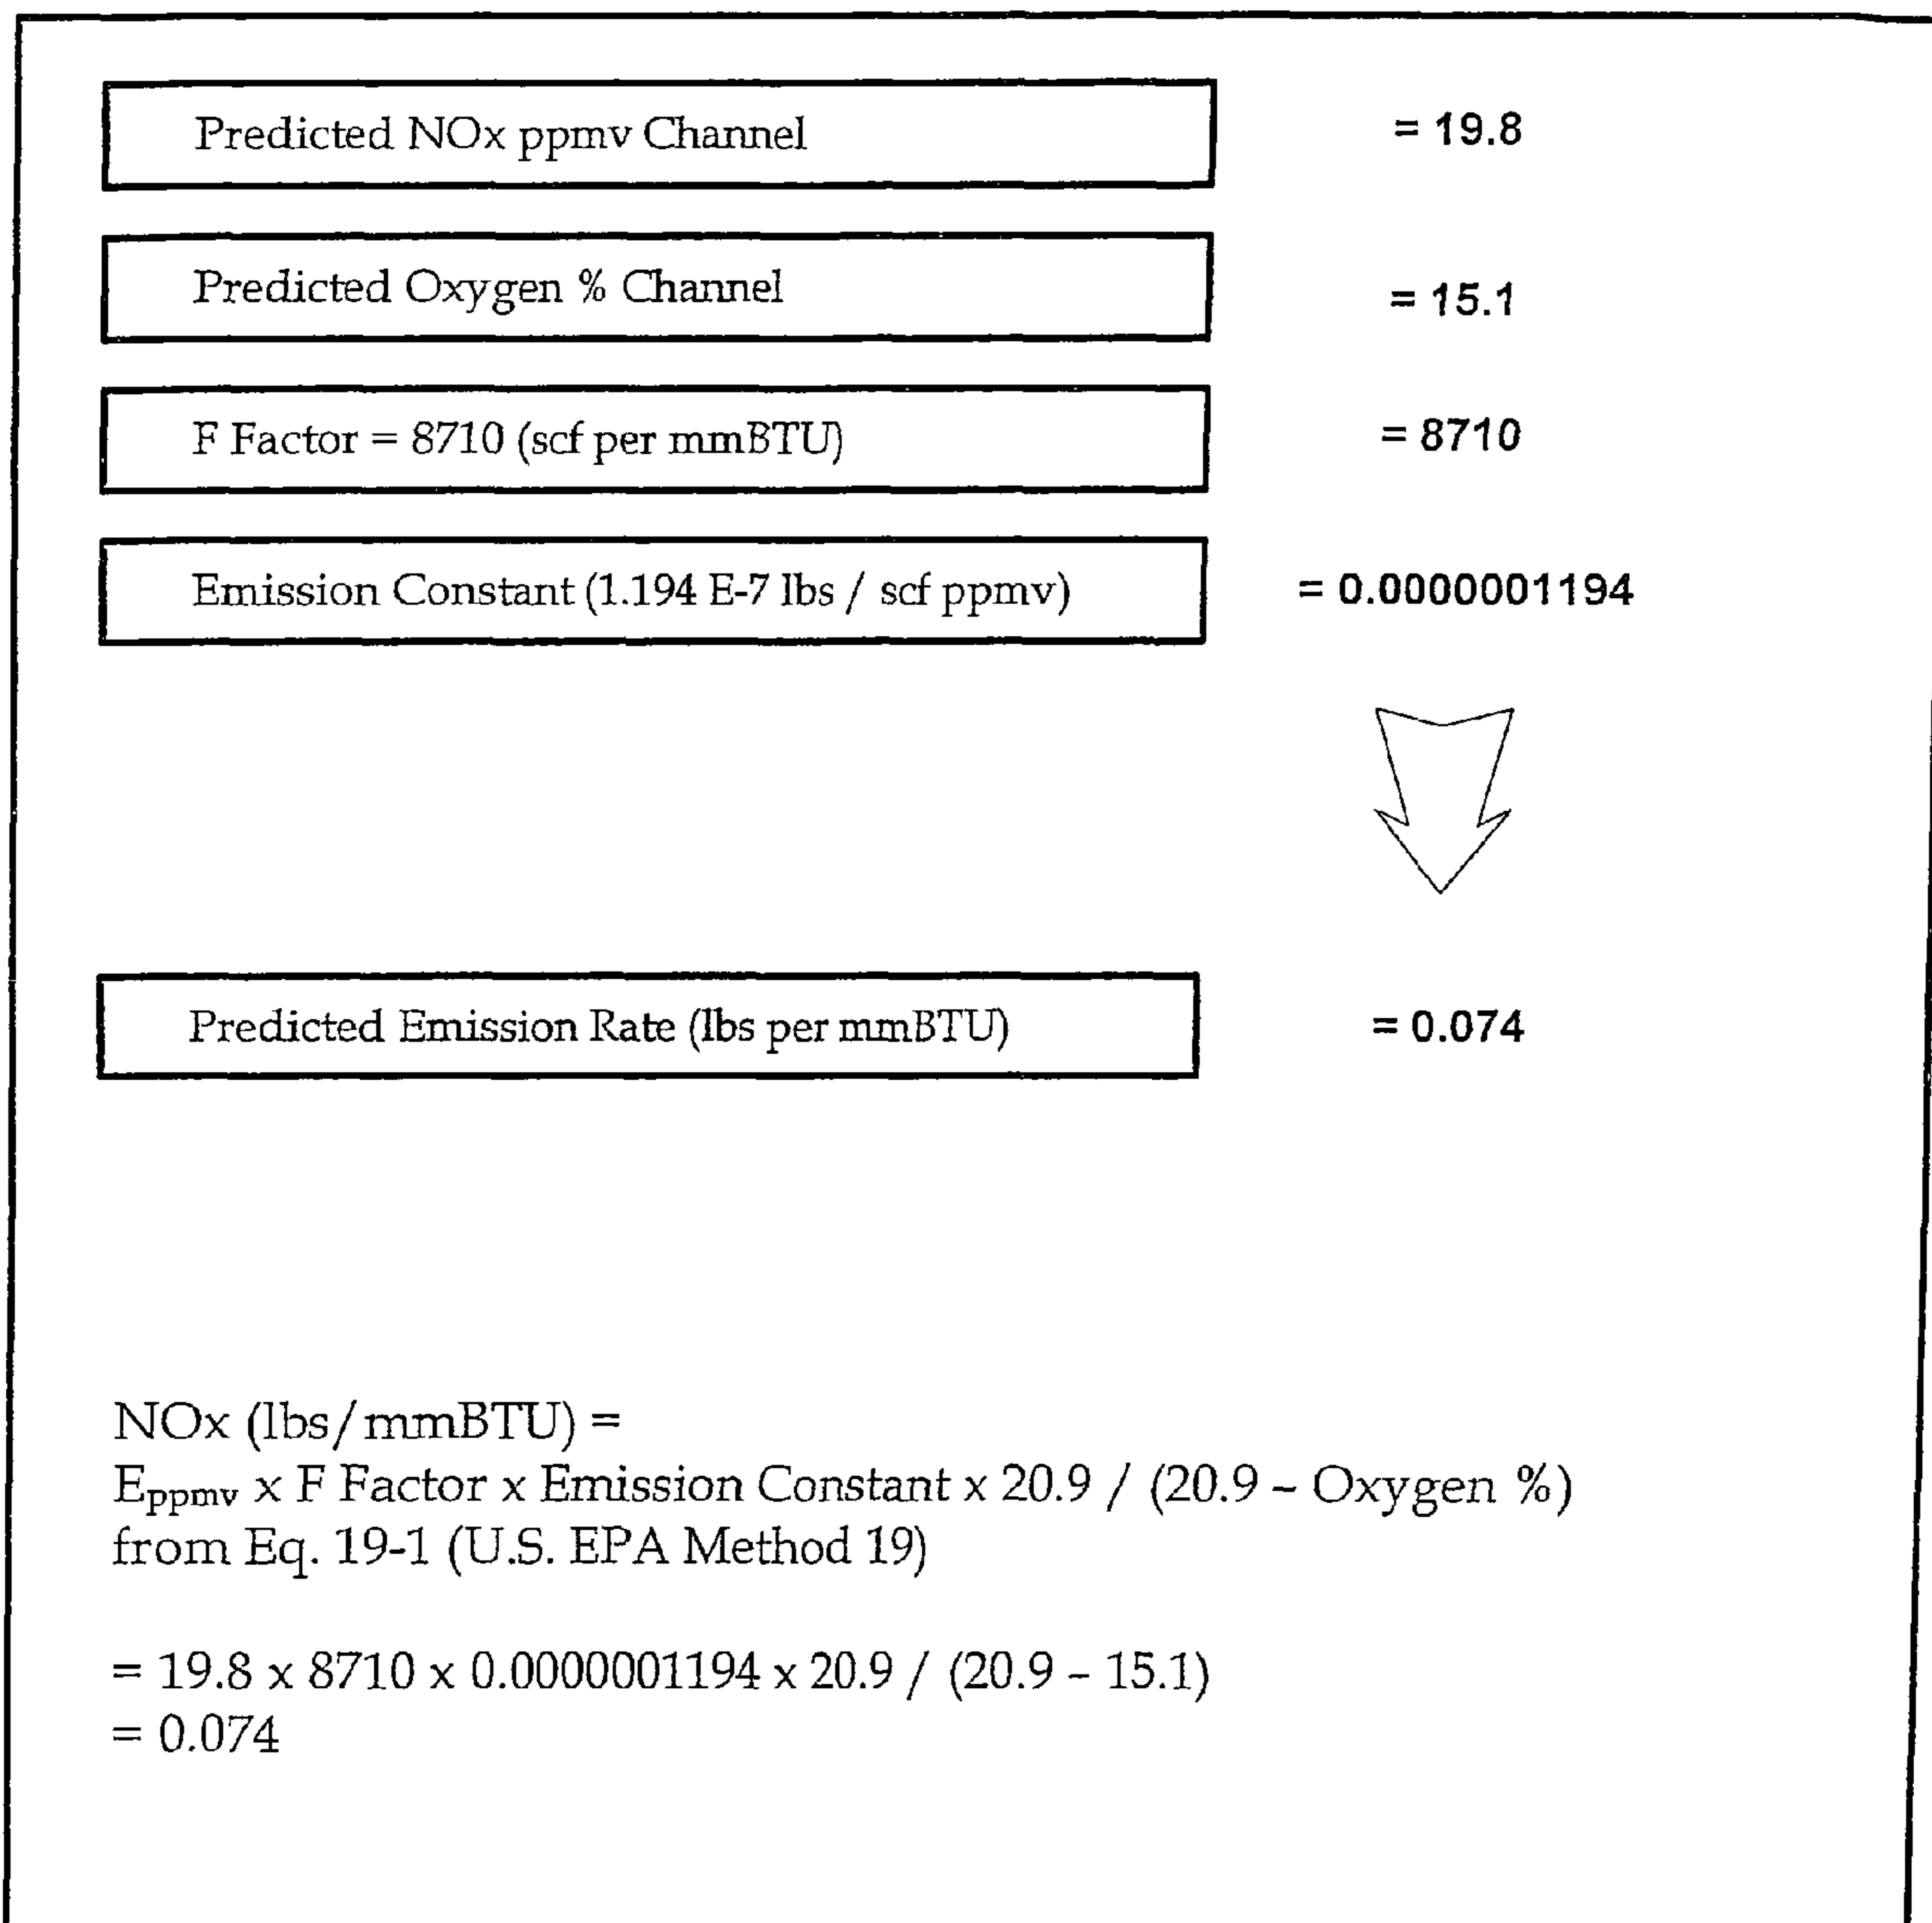 Predicted NOx ppmv Channel = 19.8
Predicted Oxygen % Channel = 15.1
F Factor = 8710 (scf per mmBTU) = 8710
Emission Constant (1.194 E-7 lbs / scf ppmv) = 0.0000001194
Predicted Emission Rate (lbs per mmBTU) = 0.074
NOx (lbs/mmBTU) =
Eppmv x F Factor x Emission Constant x 20.9 / (20.9 – Oxygen %)
from Eq. 19-1 (U.S. EPA Method 19)
= 19.8 x 8710 x 0.0000001194 x 20.9 / (20.9 – 15.1)
= 0.074